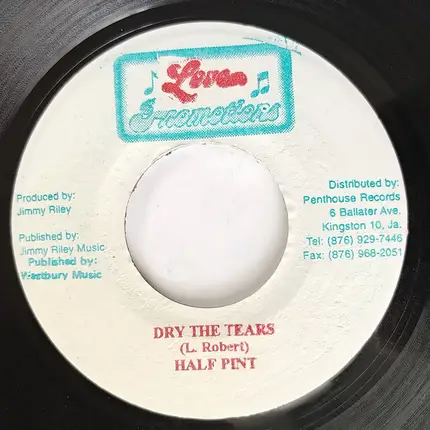 Love
Promotions
Produced by:
Jimmy Riley
Published by:
Jimmy Riley Music
Published by:
Westbury Music
Distributed by:
Penthouse Records
6 Ballater Ave.
Kingston 10, Ja.
Tel: (876) 929-7446
Fax: (876) 968-2051
DRY THE TEARS
(L. Robert)
HALF PINT